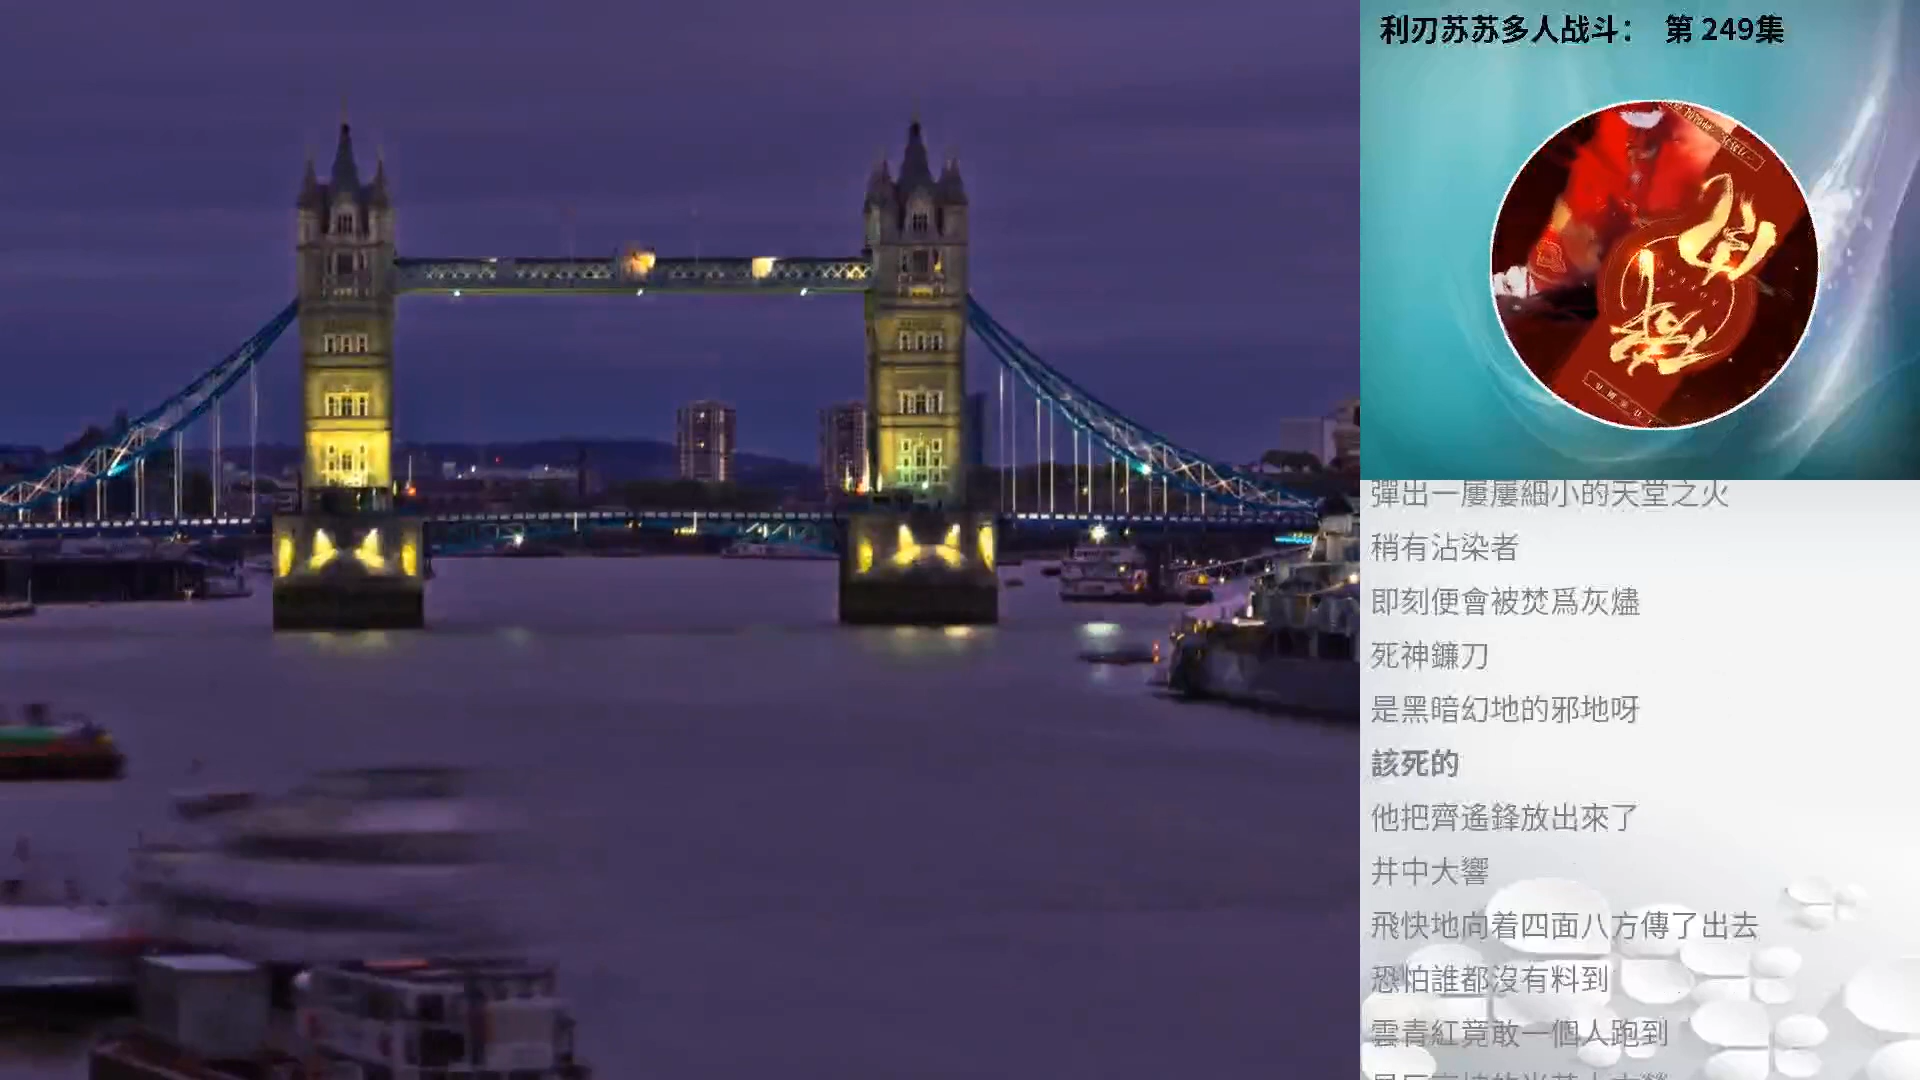 利刃苏苏多人战斗： 第 249集
彈出一屢屢細小的天堂之火
稍有沾染者
即刻便會被焚爲灰燼
死神鐮刀
是黑暗幻地的邪地呀
該死的
他把齊遙鋒放出來了
井中大響
飛快地向着四面八方傳了出去
恐怕誰都沒有料到
雲青紅竟敢一個人跑到